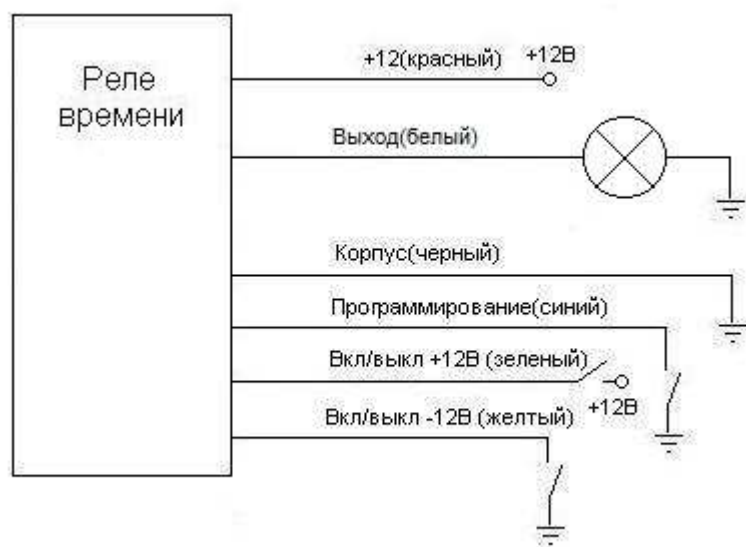 Реле
времени
+12(красный) +12В
Выход(белый)
Корпус(черный)
Программирование(синий)
Вкл/выкл +12В (зеленый)
+12В
Вкл/выкл -12В (желтый)